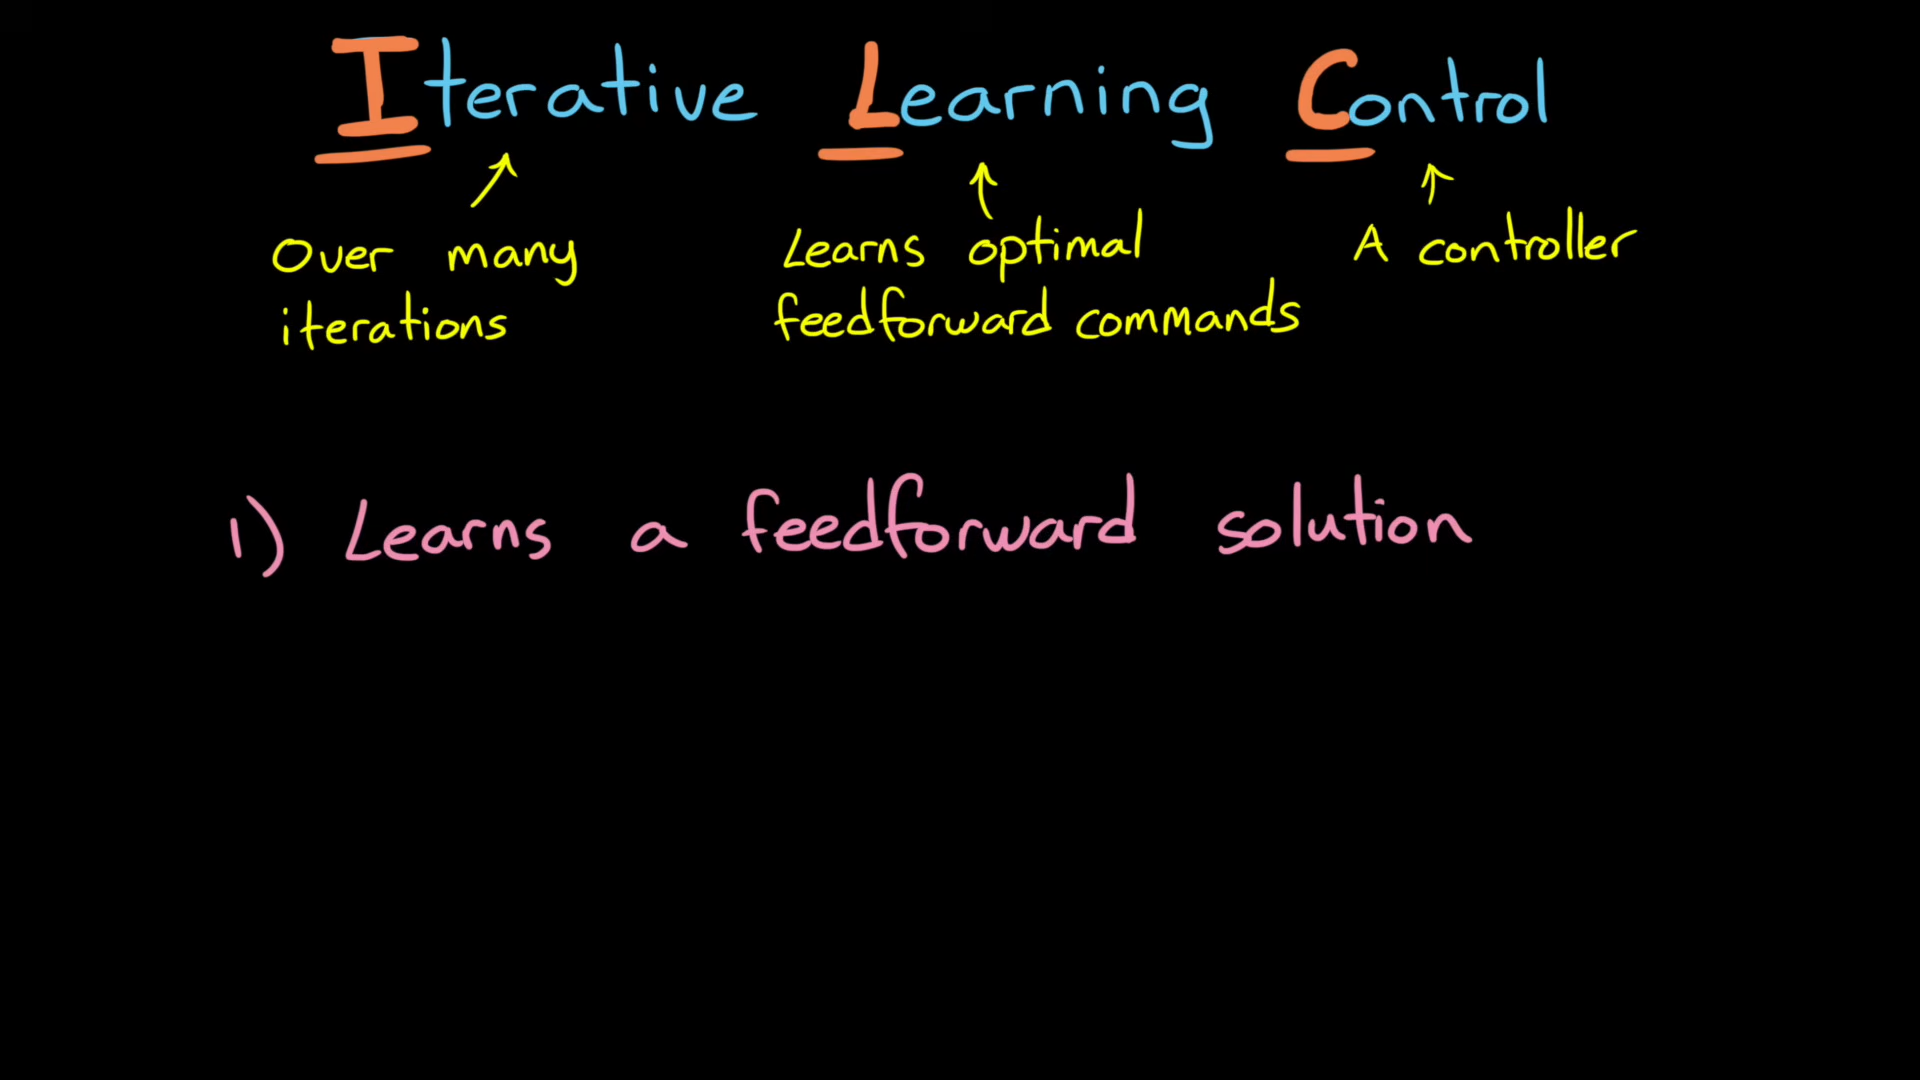 Iterative Learning Control
Over many
iterations
Learns optimal
feedforward commands
A controller
1) Learns a feedforward solution